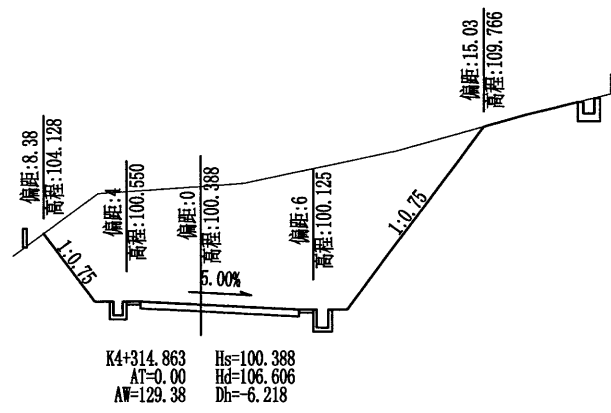 偏距:8.38
高程:104.128
偏距:4
高程:100.550
偏距:0
高程:100.388
偏距:6
高程:100.125
偏距:15.03
高程:109.766
1:0.75
1:0.75
5.00%
K4+314.863 Hs=100.388
AT=0.00 Hd=106.606
AW=129.38 Dh=-6.218